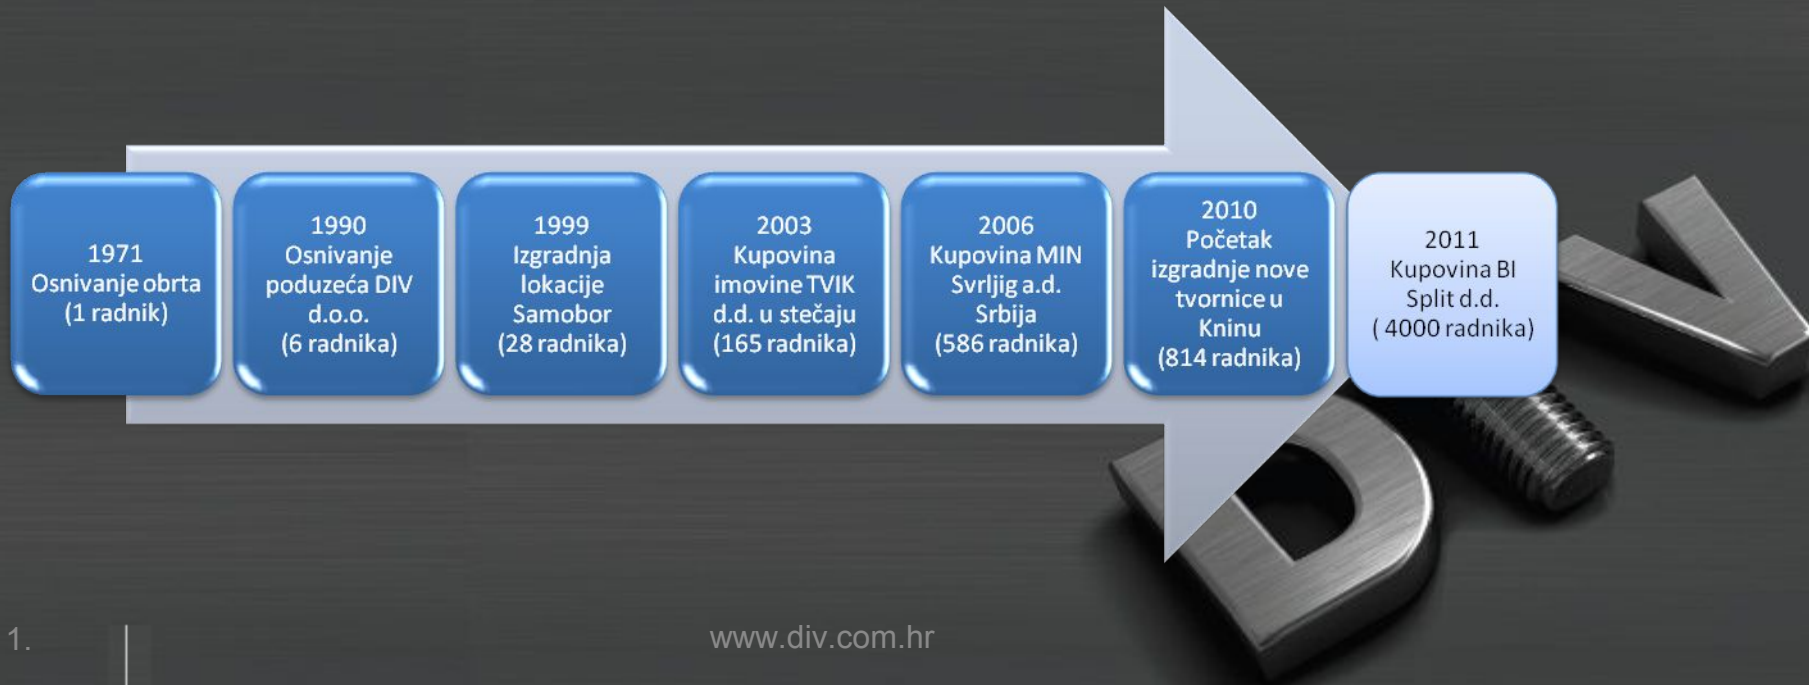 1971
Osnivanje obrta
(1 radnik)
1990
Osnivanje
poduzeća DIV
d.o.o.
(6 radnika)
1999
Izgradnja
lokacije
Samobor
(28 radnika)
2003
Kupovina
imovine TVIK
d.d. u stečaju
(165 radnika)
2006
Kupovina MIN
Svrljig a.d.
Srbija
(586 radnika)
2010
Početak
izgradnje nove
tvornice u
Kninu
(814 radnika)
2011
Kupovina BI
Split d.d.
( 4000 radnika)
DIV
1.
www.div.com.hr